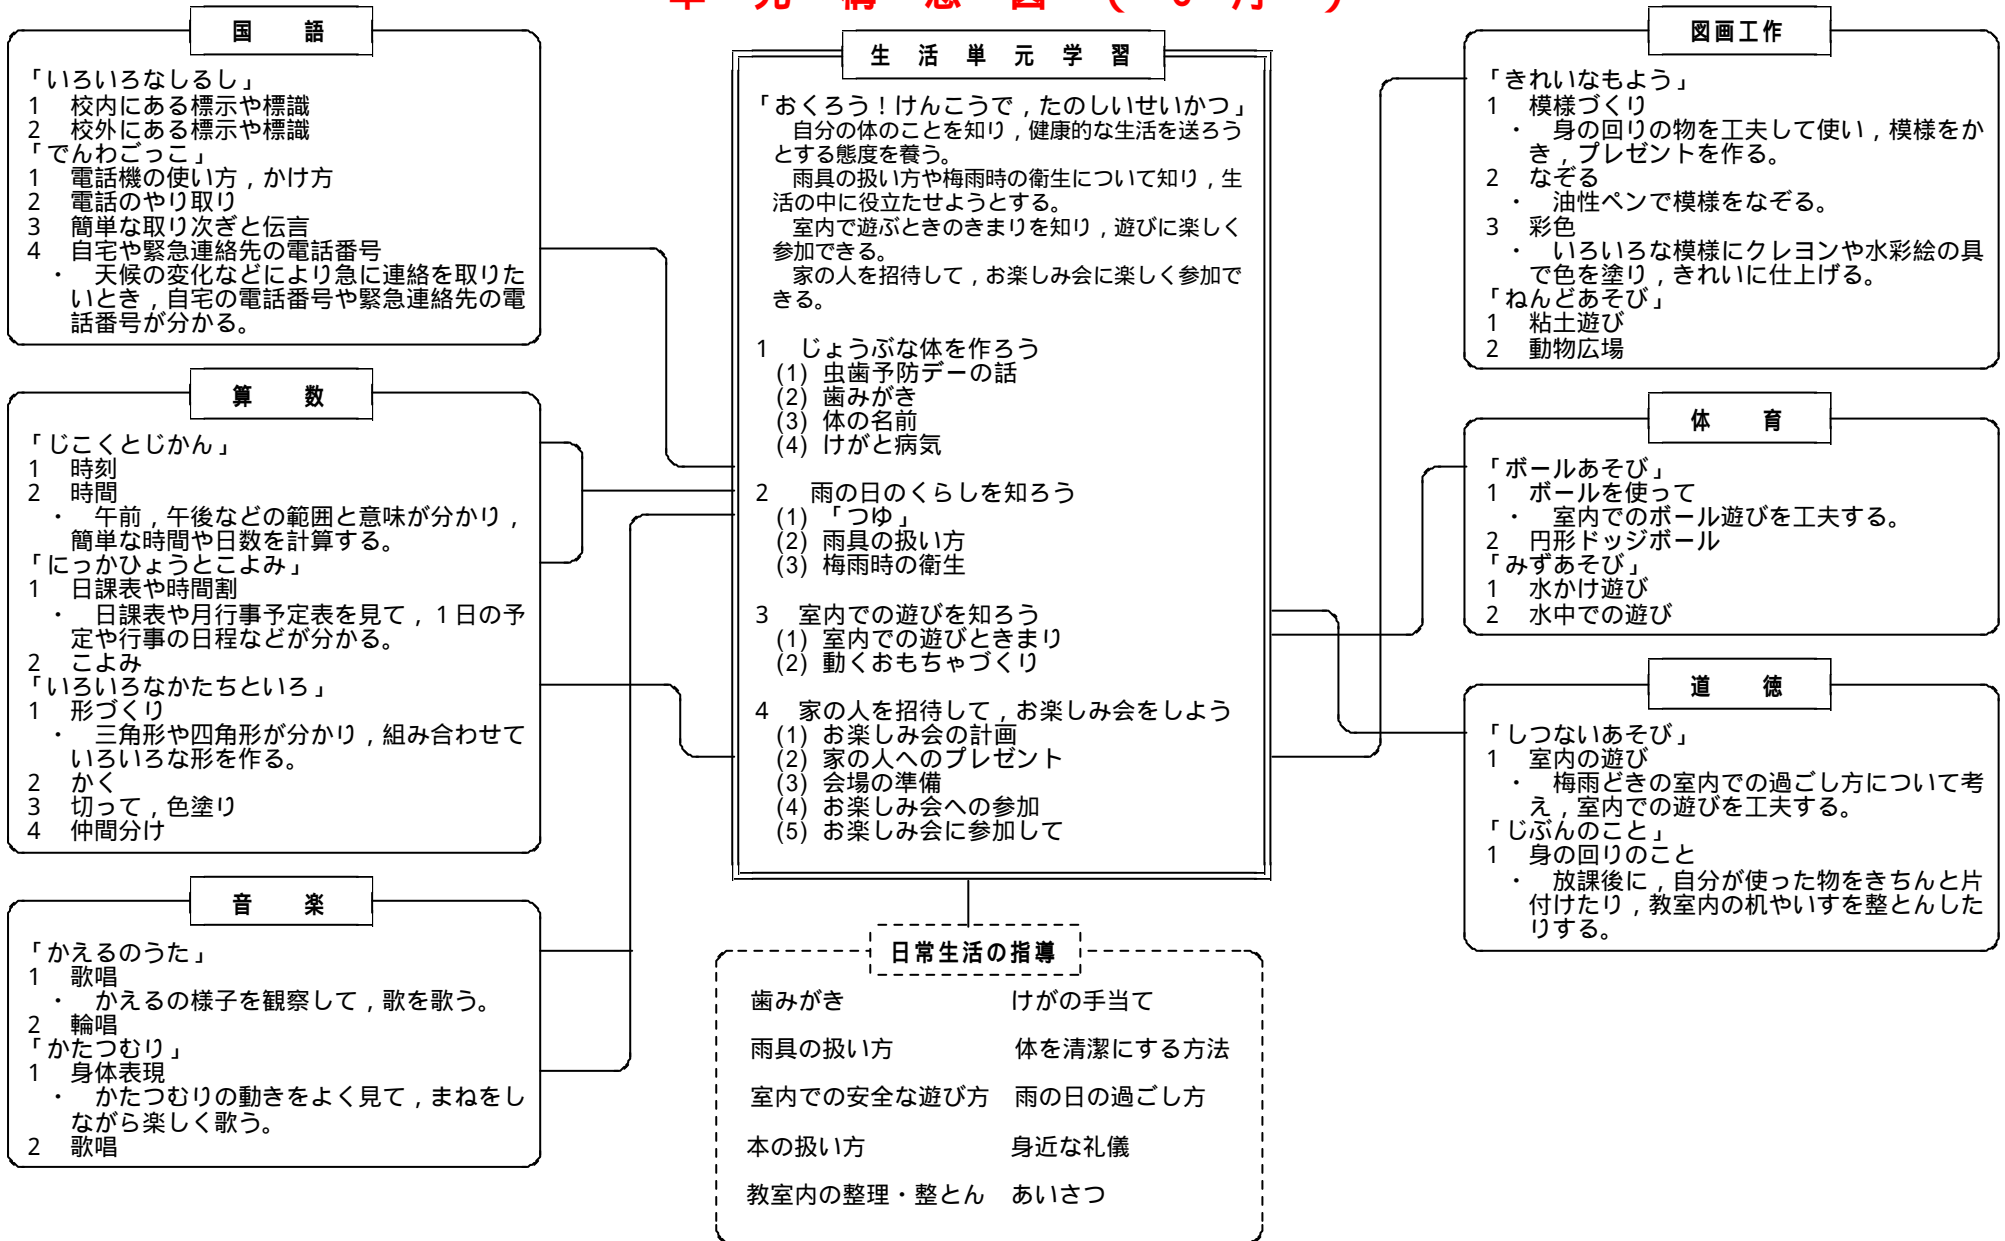 国　語
「いろいろなしるし」
1　校内にある標示や標識
2　校外にある標示や標識
「でんわごっこ」
1　電話機の使い方，かけ方
2　電話のやり取り
3　簡単な取り次ぎと伝言
4　自宅や緊急連絡先の電話番号
・　天候の変化などにより急に連絡を取りた
いとき，自宅の電話番号や緊急連絡先の電
話番号が分かる。
算　数
「じこくとじかん」
1　時刻
2　時間
・　午前，午後などの範囲と意味が分かり，
簡単な時間や日数を計算する。
「にっかひょうとこよみ」
1　日課表や時間割
・　日課表や月行事予定表を見て，１日の予
定や行事の日程などが分かる。
2　こよみ
「いろいろなかたちといろ」
1　形づくり
・　三角形や四角形が分かり，組み合わせて
いろいろな形を作る。
2　かく
3　切って，色塗り
4　仲間分け
音　楽
「かえるのうた」
1　歌唱
・　かえるの様子を観察して，歌を歌う。
2　輪唱
「かたつむり」
1　身体表現
・　かたつむりの動きをよく見て，まねをし
ながら楽しく歌う。
2　歌唱
生 活 単 元 学 習
「おくろう！けんこうで，たのしいせいかつ」
自分の体のことを知り，健康的な生活を送ろう
とする態度を養う。
雨具の扱い方や梅雨時の衛生について知り，生
活の中に役立たせようとする。
室内で遊ぶときのきまりを知り，遊びに楽しく
参加できる。
家の人を招待して，お楽しみ会に楽しく参加で
きる。
1　じょうぶな体を作ろう
(1) 虫歯予防デーの話
(2) 歯みがき
(3) 体の名前
(4) けがと病気
2　雨の日のくらしを知ろう
(1) 「つゆ」
(2) 雨具の扱い方
(3) 梅雨時の衛生
3　室内での遊びを知ろう
(1) 室内での遊びときまり
(2) 動くおもちゃづくり
4　家の人を招待して，お楽しみ会をしよう
(1) お楽しみ会の計画
(2) 家の人へのプレゼント
(3) 会場の準備
(4) お楽しみ会への参加
(5) お楽しみ会に参加して
日常生活の指導
歯みがき　けがの手当て
雨具の扱い方　体を清潔にする方法
室内での安全な遊び方　雨の日の過ごし方
本の扱い方　身近な礼儀
教室内の整理・整とん　あいさつ
図画工作
「きれいなもよう」
1　模様づくり
・　身の回りの物を工夫して使い，模様をか
き，プレゼントを作る。
2　なぞる
・　油性ペンで模様をなぞる。
3　彩色
・　いろいろな模様にクレヨンや水彩絵の具
で色を塗り，きれいに仕上げる。
「ねんどあそび」
1　粘土遊び
2　動物広場
体　育
「ボールあそび」
1　ボールを使って
・　室内でのボール遊びを工夫する。
2　円形ドッジボール
「みずあそび」
1　水かけ遊び
2　水中での遊び
道　徳
「しつないあそび」
1　室内の遊び
・　梅雨どきの室内での過ごし方について考
え，室内での遊びを工夫する。
「じぶんのこと」
1　身の回りのこと
・　放課後に，自分が使った物をきちんと片
付けたり，教室内の机やいすを整とんした
りする。